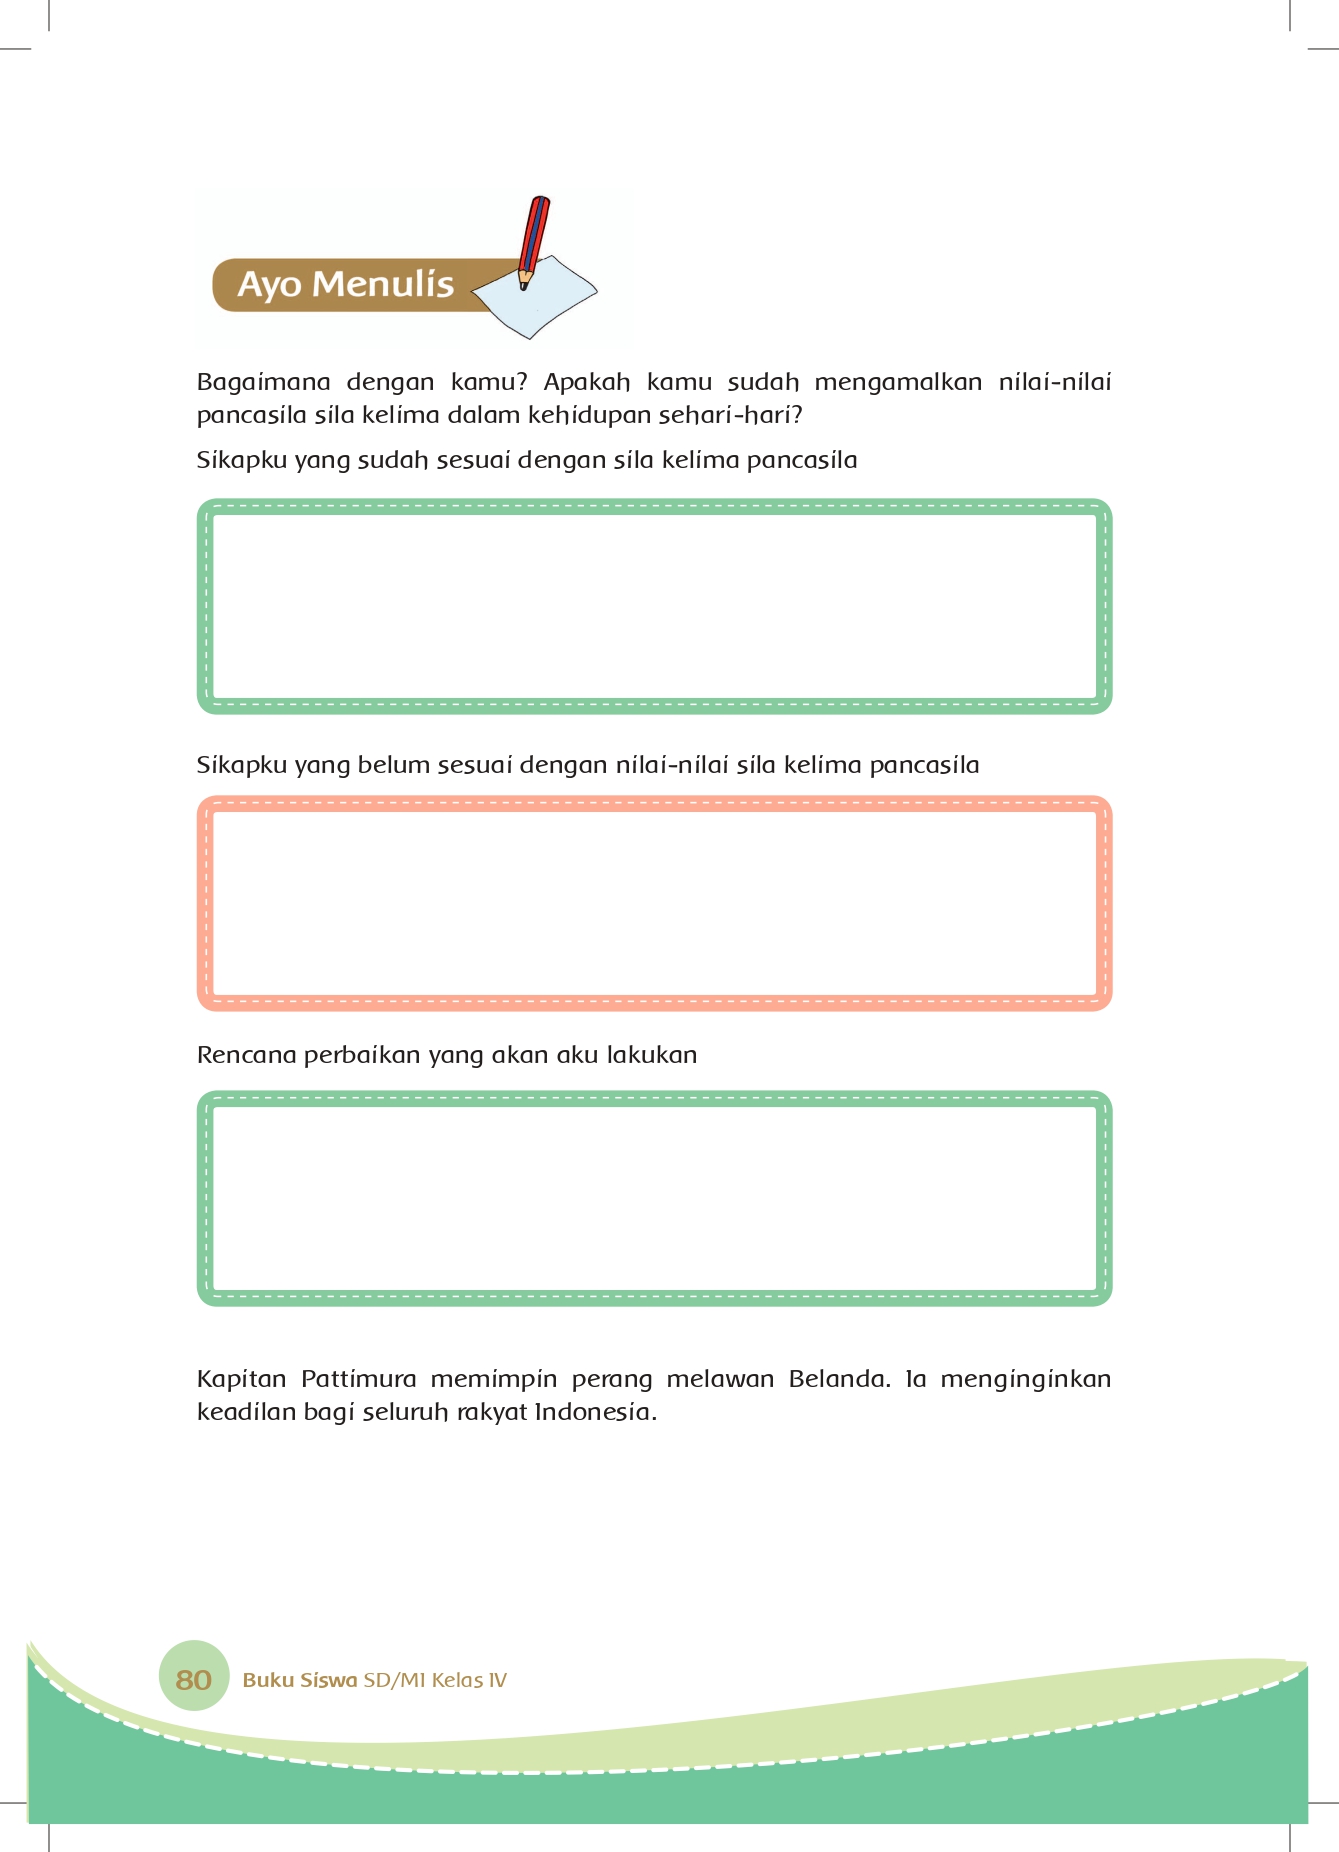 Ayo Menulis
Bagaimana dengan kamu? Apakah kamu sudah mengamalkan nilai-nilai
pancasila sila kelima dalam kehidupan sehari-hari?
Sikapku yang sudah sesuai dengan sila kelima pancasila
Sikapku yang belum sesuai dengan nilai-nilai sila kelima pancasila
Rencana perbaikan yang akan aku lakukan
Kapitan Pattimura memimpin perang melawan Belanda. Ia menginginkan
keadilan bagi seluruh rakyat Indonesia.
80 Buku Siswa SD/MI Kelas IV